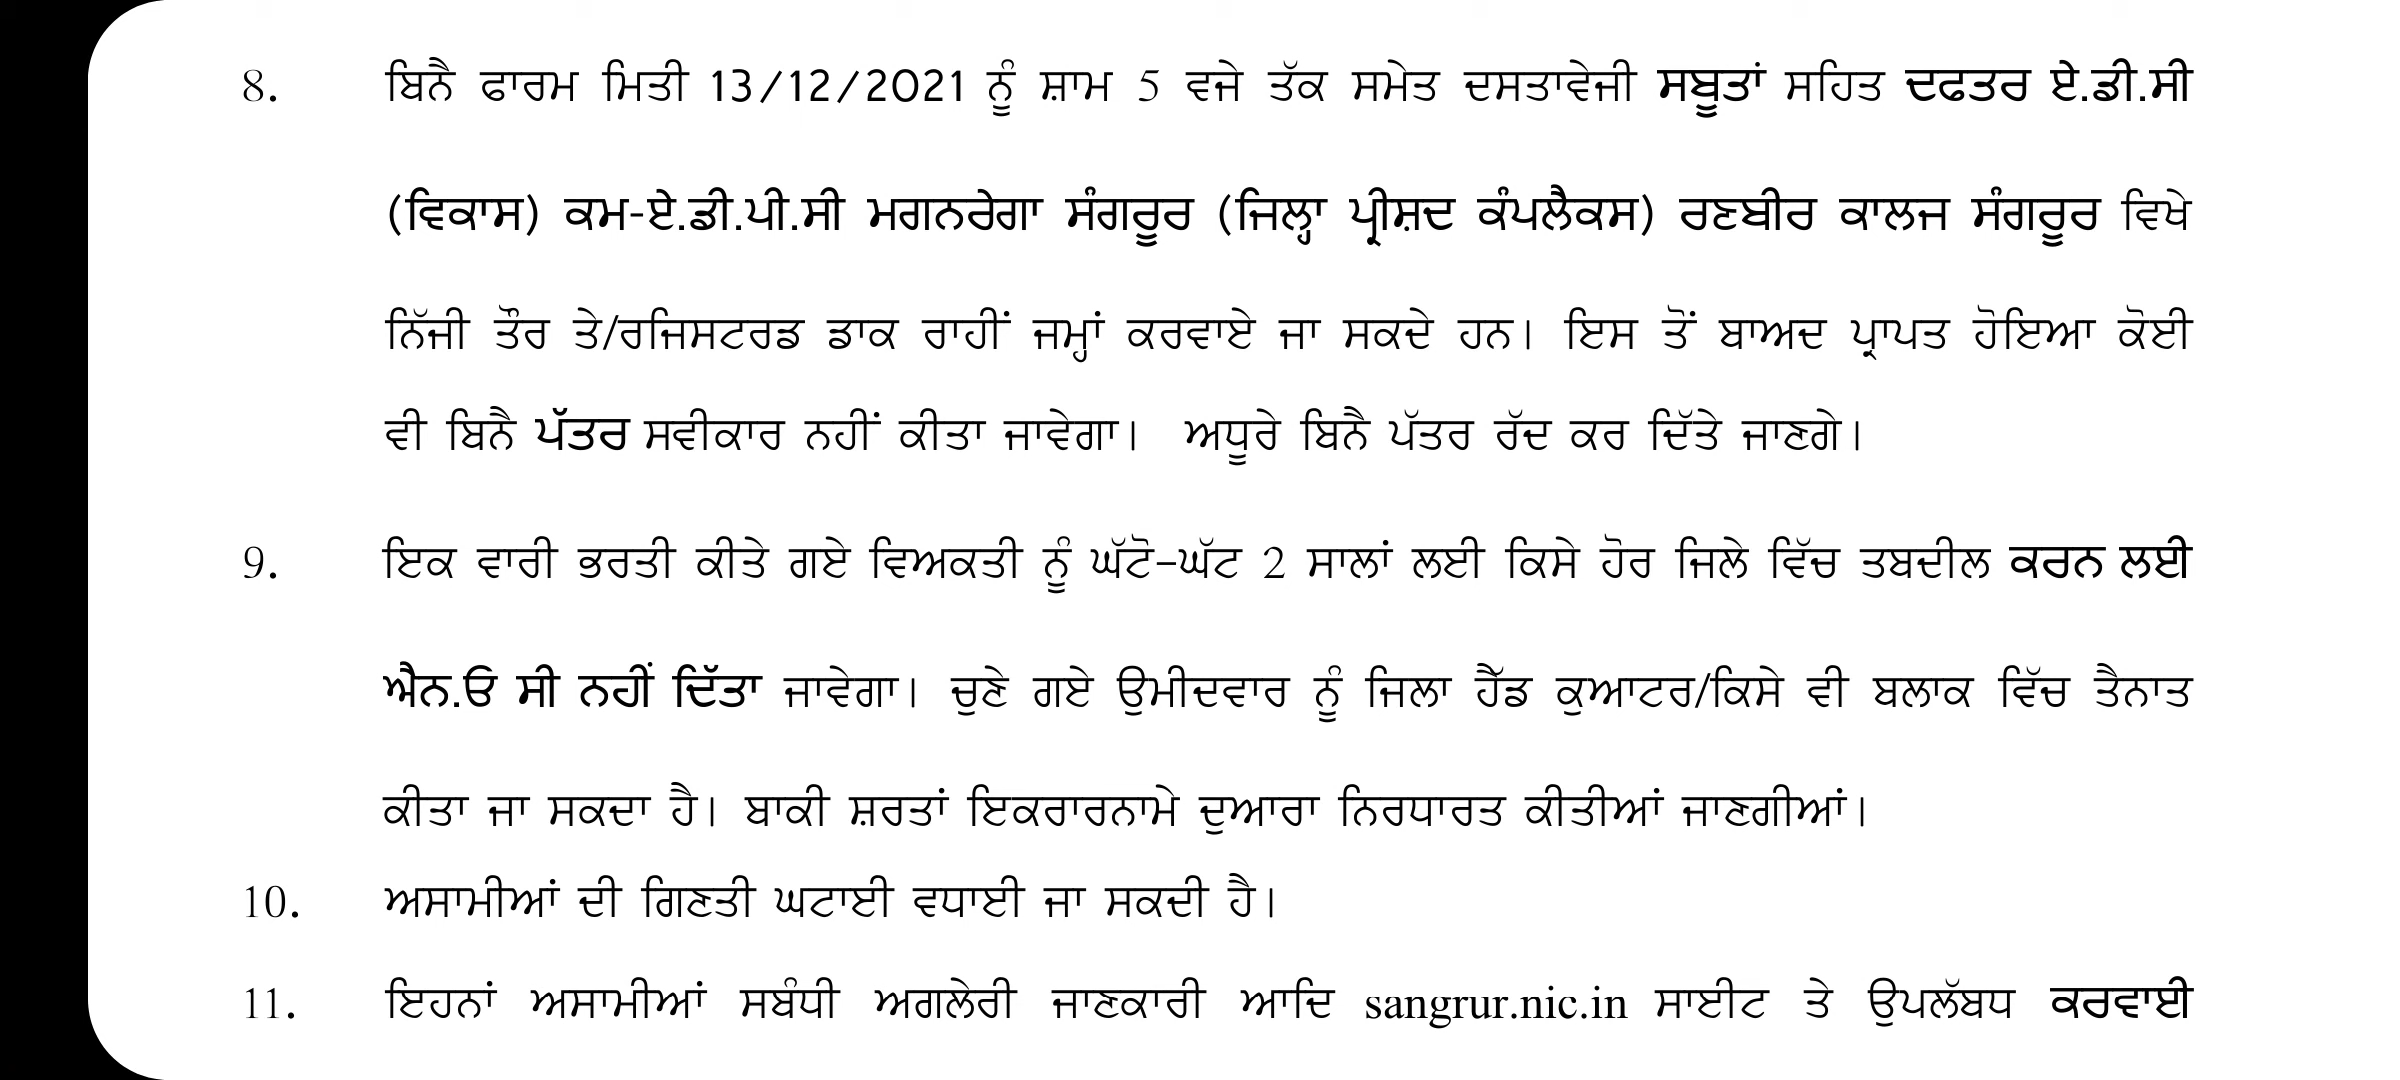 8. ਬਿਨੈ ਫਾਰਮ ਮਿਤੀ 13/12/2021 ਨੂੰ ਸ਼ਾਮ 5 ਵਜੇ ਤੱਕ ਸਮੇਤ ਦਸਤਾਵੇਜੀ ਸਬੂਤਾਂ ਸਹਿਤ ਦਫਤਰ ਏ.ਡੀ.ਸੀ
(ਵਿਕਾਸ) ਕਮ-ਏ.ਡੀ.ਪੀ.ਸੀ ਮਗਨਰੇਗਾ ਸੰਗਰੂਰ (ਜਿਲ੍ਹਾ ਪ੍ਰੀਸ਼ਦ ਕੰਪਲੈਕਸ) ਰਣਬੀਰ ਕਾਲਜ ਸੰਗਰੂਰ ਵਿਖੇ
ਨਿੱਜੀ ਤੌਰ ਤੇ/ਰਜਿਸਟਰਡ ਡਾਕ ਰਾਹੀਂ ਜਮ੍ਹਾਂ ਕਰਵਾਏ ਜਾ ਸਕਦੇ ਹਨ। ਇਸ ਤੋਂ ਬਾਅਦ ਪ੍ਰਾਪਤ ਹੋਇਆ ਕੋਈ
ਵੀ ਬਿਨੈ ਪੱਤਰ ਸਵੀਕਾਰ ਨਹੀਂ ਕੀਤਾ ਜਾਵੇਗਾ। ਅਧੂਰੇ ਬਿਨੈ ਪੱਤਰ ਰੱਦ ਕਰ ਦਿੱਤੇ ਜਾਣਗੇ।
9. ਇਕ ਵਾਰੀ ਭਰਤੀ ਕੀਤੇ ਗਏ ਵਿਅਕਤੀ ਨੂੰ ਘੱਟੋ-ਘੱਟ 2 ਸਾਲਾਂ ਲਈ ਕਿਸੇ ਹੋਰ ਜਿਲੇ ਵਿੱਚ ਤਬਦੀਲ ਕਰਨ ਲਈ
ਐਨ.ਓ ਸੀ ਨਹੀਂ ਦਿੱਤਾ ਜਾਵੇਗਾ। ਚੁਣੇ ਗਏ ਉਮੀਦਵਾਰ ਨੂੰ ਜਿਲਾ ਹੈੱਡ ਕੁਆਟਰ/ਕਿਸੇ ਵੀ ਬਲਾਕ ਵਿੱਚ ਤੈਨਾਤ
ਕੀਤਾ ਜਾ ਸਕਦਾ ਹੈ। ਬਾਕੀ ਸ਼ਰਤਾਂ ਇਕਰਾਰਨਾਮੇ ਦੁਆਰਾ ਨਿਰਧਾਰਤ ਕੀਤੀਆਂ ਜਾਣਗੀਆਂ।
10. ਅਸਾਮੀਆਂ ਦੀ ਗਿਣਤੀ ਘਟਾਈ ਵਧਾਈ ਜਾ ਸਕਦੀ ਹੈ।
11. ਇਹਨਾਂ ਅਸਾਮੀਆਂ ਸਬੰਧੀ ਅਗਲੇਰੀ ਜਾਣਕਾਰੀ ਆਦਿ sangrur.nic.in ਸਾਈਟ ਤੇ ਉਪਲੱਬਧ ਕਰਵਾਈ